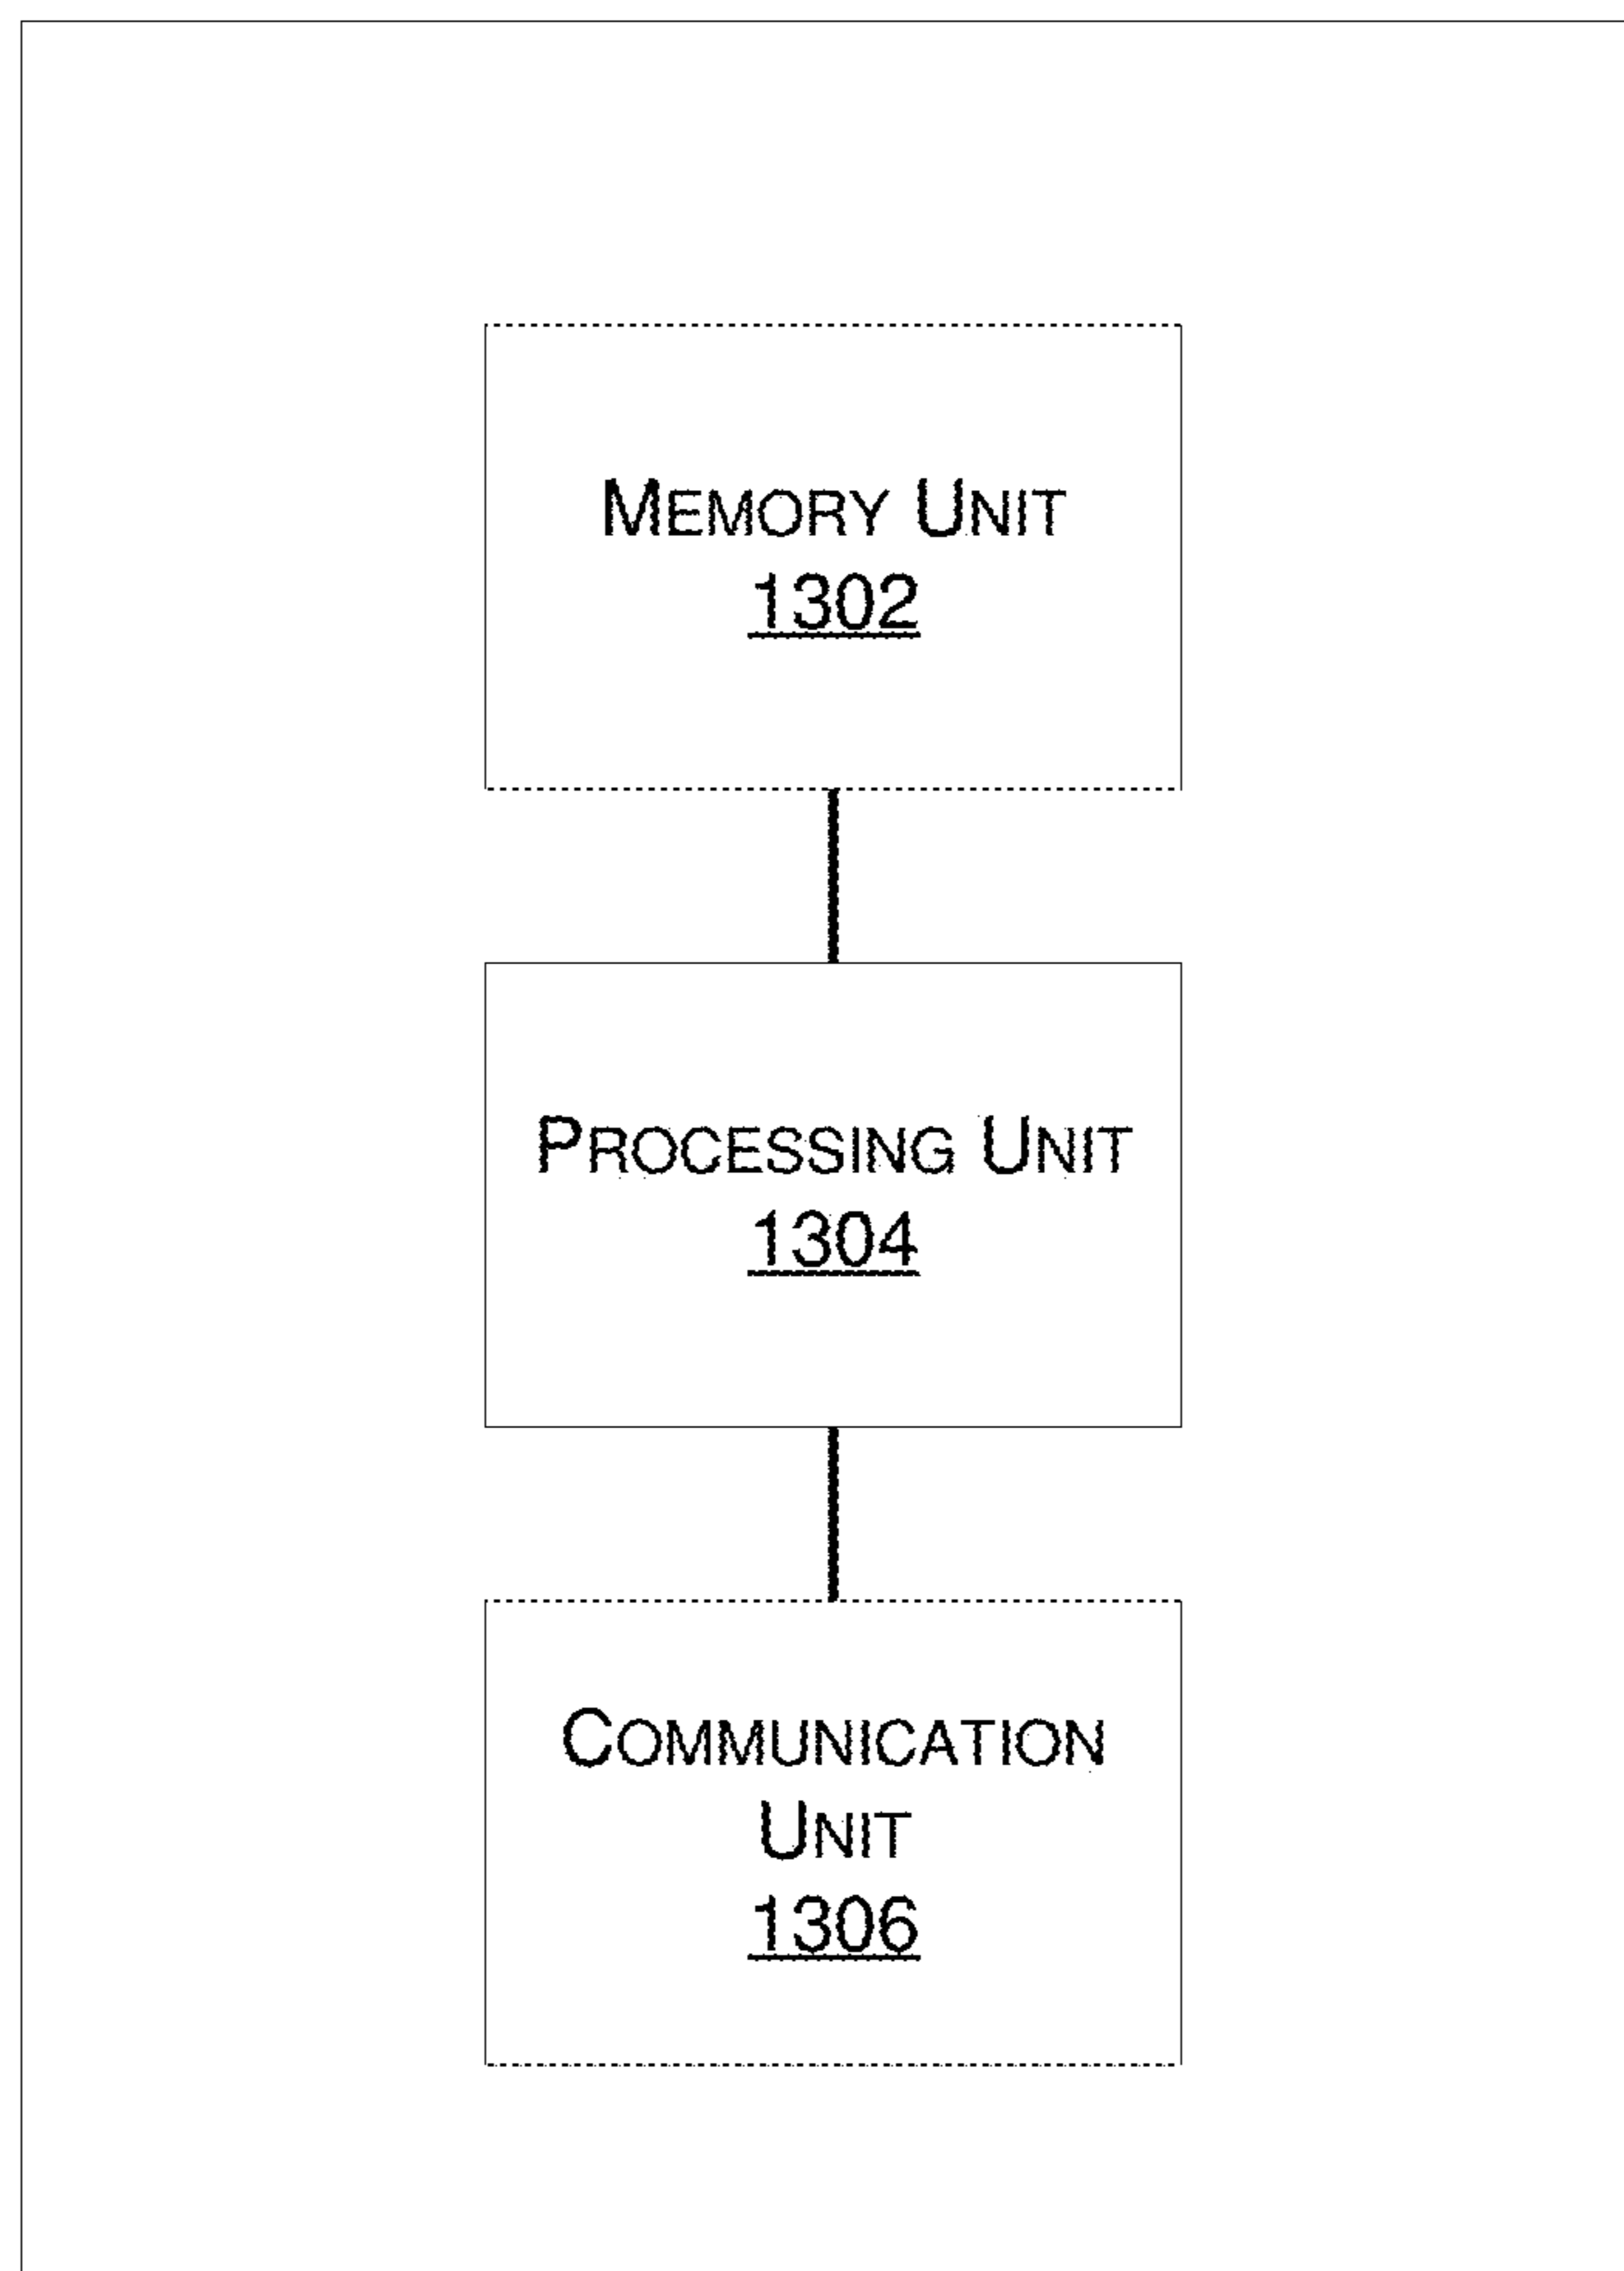 MEMORY UNIT
1302
PROCESSING UNIT
1304
COMMUNICATION
UNIT
1306